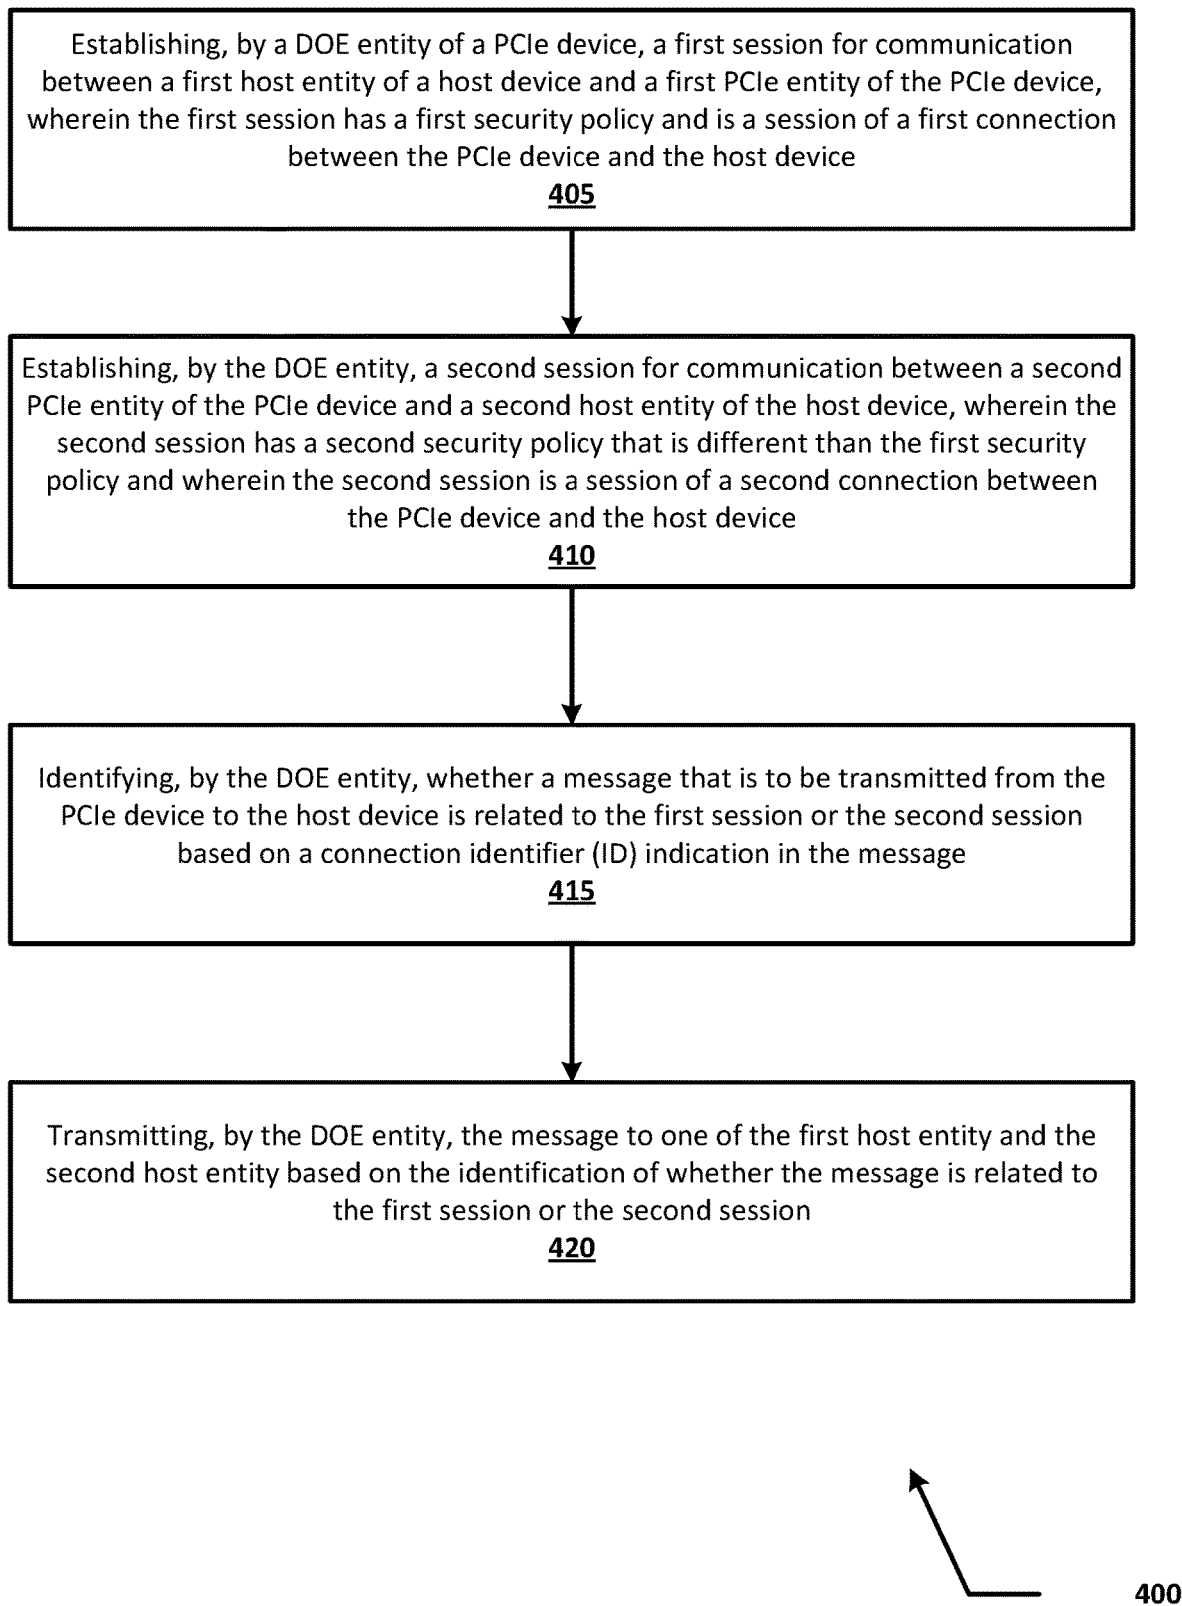 Establishing, by a DOE entity of a PCIe device, a first session for communication
between a first host entity of a host device and a first PCIe entity of the PCIe device,
wherein the first session has a first security policy and is a session of a first connection
between the PCIe device and the host device
405
Establishing, by the DOE entity, a second session for communication between a second
PCIe entity of the PCIe device and a second host entity of the host device, wherein the
second session has a second security policy that is different than the first security
policy and wherein the second session is a session of a second connection between
the PCIe device and the host device
410
Identifying, by the DOE entity, whether a message that is to be transmitted from the
PCIe device to the host device is related to the first session or the second session
based on a connection identifier (ID) indication in the message
415
Transmitting, by the DOE entity, the message to one of the first host entity and the
second host entity based on the identification of whether the message is related to
the first session or the second session
420
400